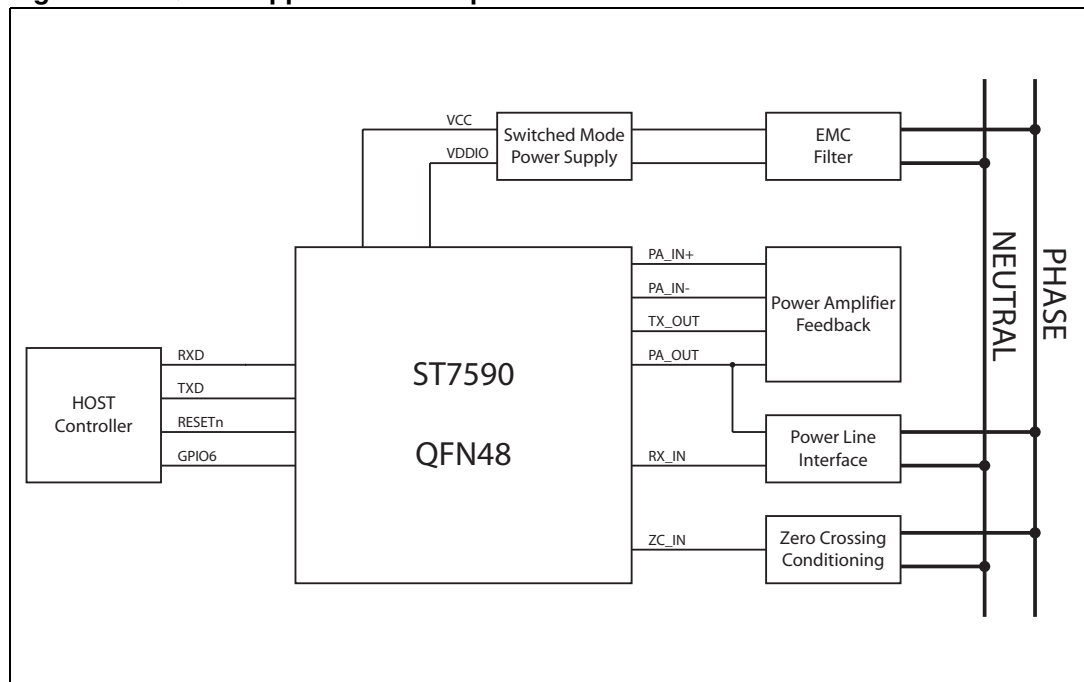 VCC
Switched Mode
Power Supply
EMC
Filter
VDDIO
PA_IN+
PA_IN-
TX_OUT
PA_OUT
Power Amplifier
Feedback
NEUTRAL
PHASE
HOST
Controller
RXD
TXD
RESETn
GPIO6
ST7590
QFN48
RX_IN
Power Line
Interface
ZC_IN
Zero Crossing
Conditioning